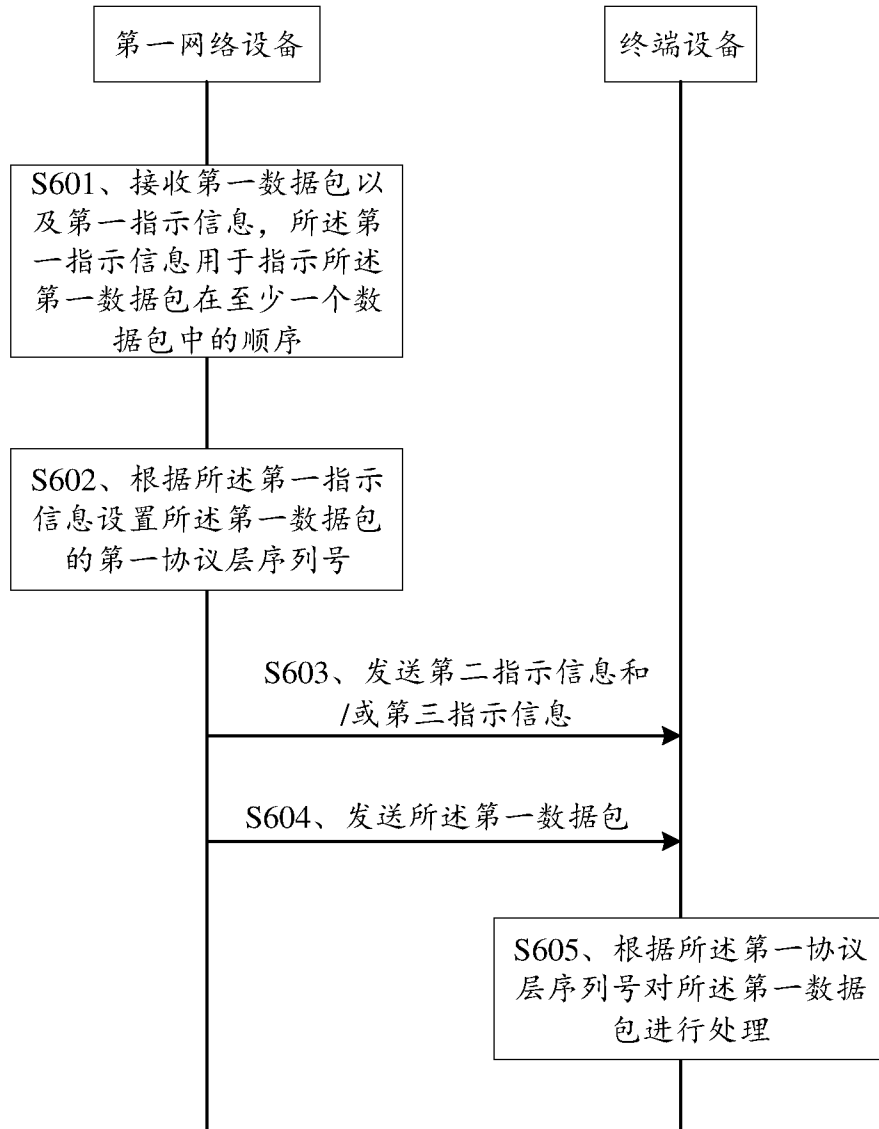 第一网络设备
终端设备
S601、接收第一数据包以
及第一指示信息，所述第
一指示信息用于指示所述
第一数据包在至少一个数
据包中的顺序
S602、根据所述第一指示
信息设置所述第一数据包
的第一协议层序列号
S603、发送第二指示信息和
/或第三指示信息
S604、发送所述第一数据包
S605、根据所述第一协议
层序列号对所述第一数据
包进行处理